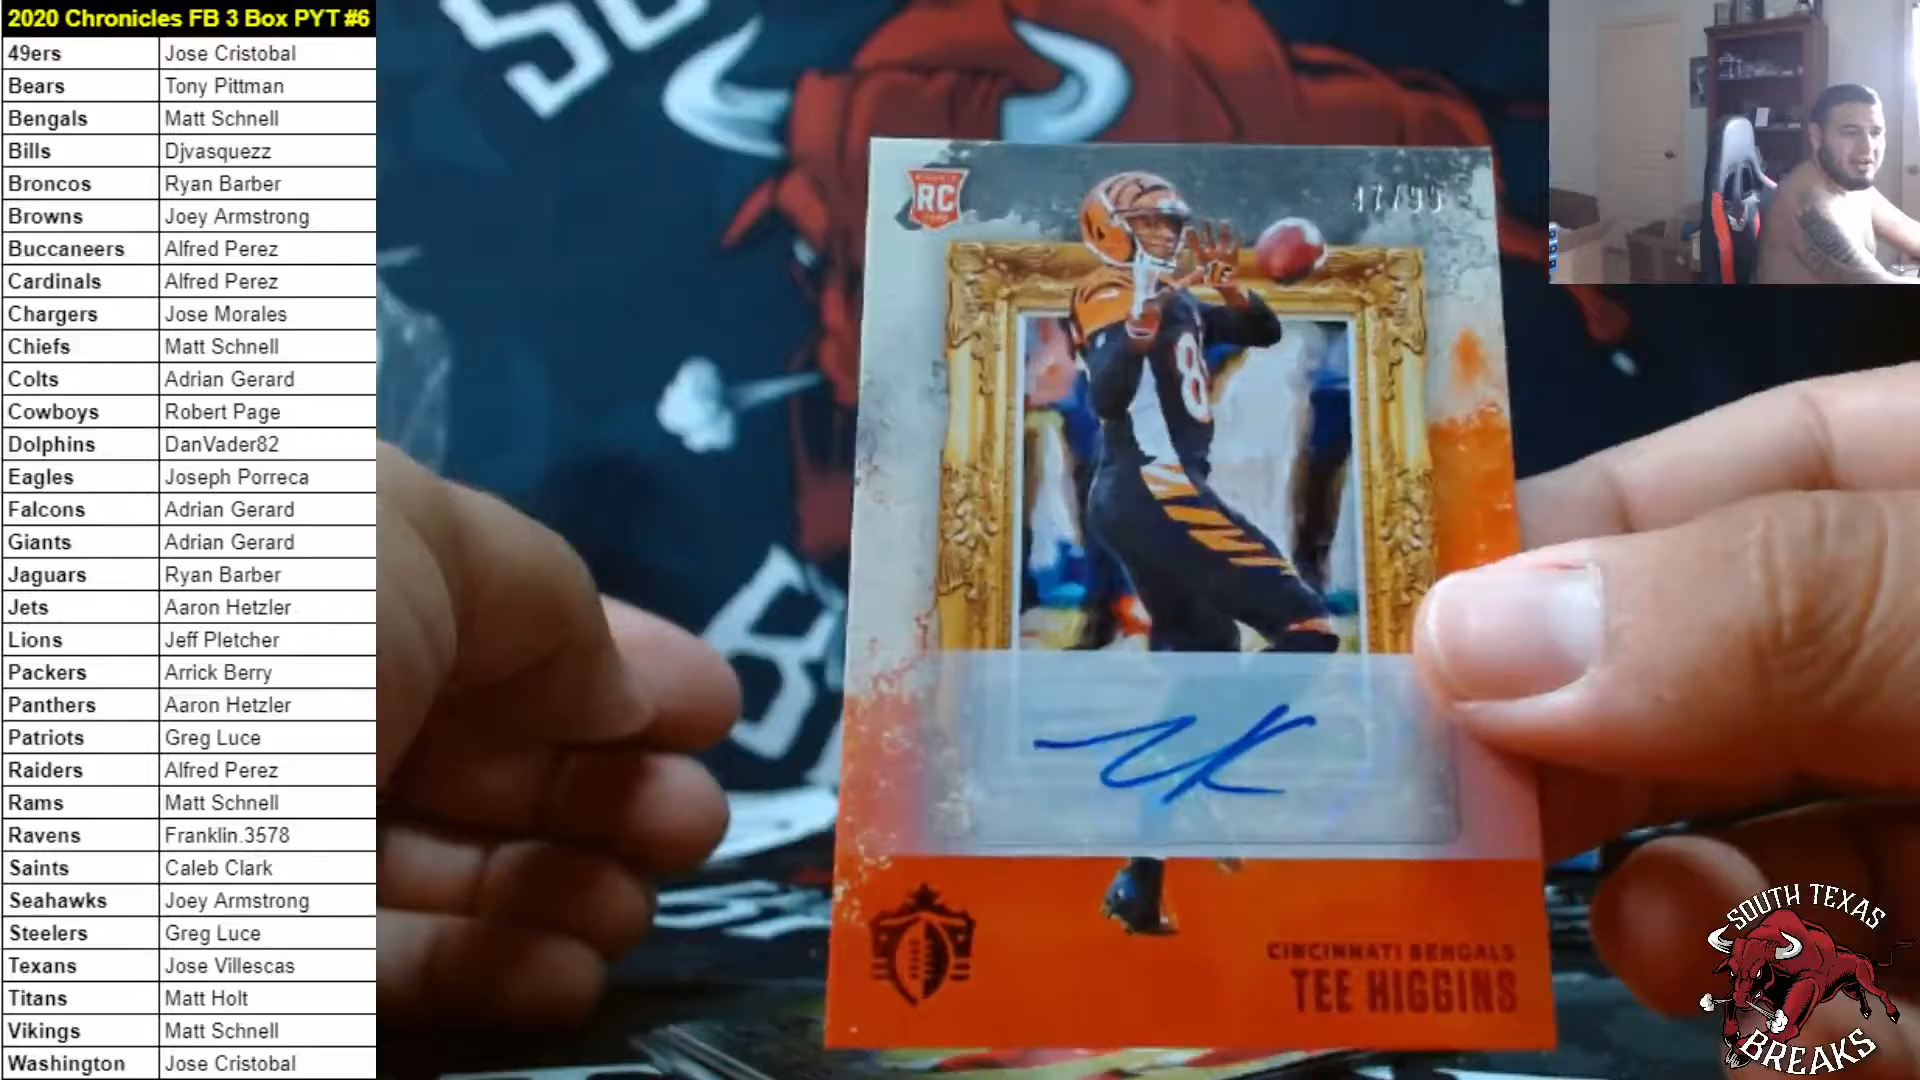 2020 Chronicles FB 3 Box PYT #6
49ers Jose Cristobal
Bears Tony Pittman
Bengals Matt Schnell
Bills Djvasquezz
Broncos Ryan Barber
Browns Joey Armstrong
Buccaneers Alfred Perez
Cardinals Alfred Perez
Chargers Jose Morales
Chiefs Matt Schnell
Colts Adrian Gerard
Cowboys Robert Page
Dolphins DanVader82
Eagles Joseph Porreca
Falcons Adrian Gerard
Giants Adrian Gerard
Jaguars Ryan Barber
Jets Aaron Hetzler
Lions Jeff Pletcher
Packers Arrick Berry
Panthers Aaron Hetzler
Patriots Greg Luce
Raiders Alfred Perez
Rams Matt Schnell
Ravens Franklin.3578
Saints Caleb Clark
Seahawks Joey Armstrong
Steelers Greg Luce
Texans Jose Villescas
Titans Matt Holt
Vikings Matt Schnell
Washington Jose Cristobal
RC
47/99
CINCINNATI BENGALS
TEE HIGGINS
SOUTH TEXAS
BREAKS